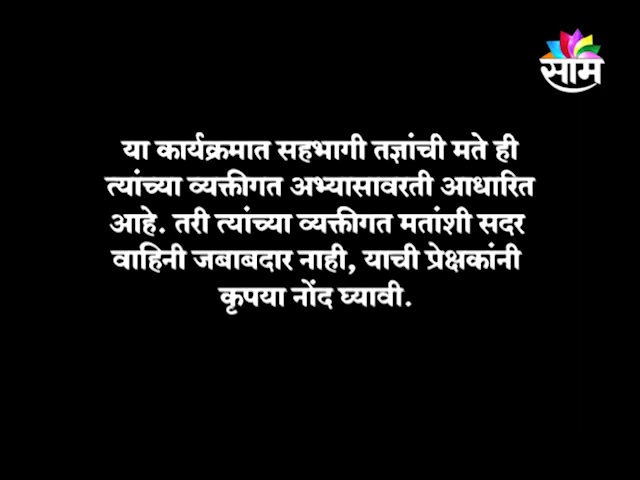 साम
या कार्यक्रमात सहभागी तज्ञांची मते ही
त्यांच्या व्यक्तीगत अभ्यासावरती आधारित
आहे. तरी त्यांच्या व्यक्तीगत मतांशी सदर
वाहिनी जबाबदार नाही, याची प्रेक्षकांनी
कृपया नोंद घ्यावी.